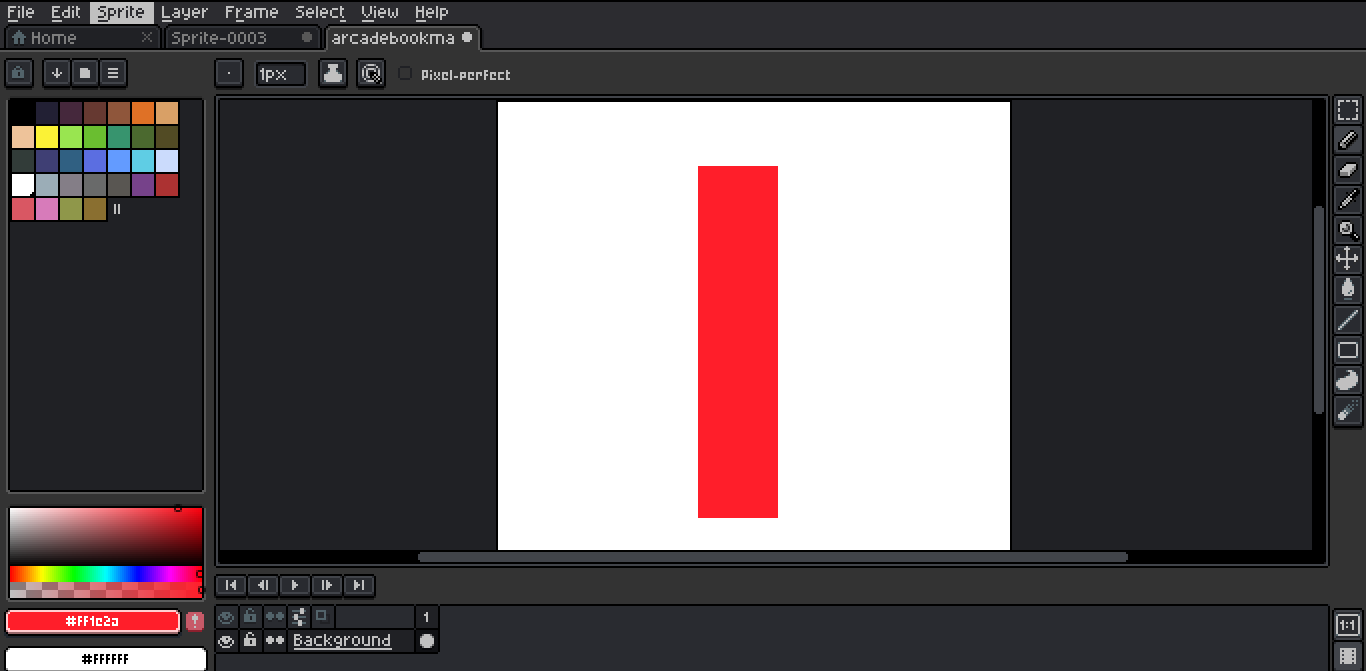 File Edit Sprite Layer Frame Select View Help
Home Sprite-0003 arcadebookma
1px Pixel-perfect
#ff1e2a
#FFFFFF
1
Background
1:1